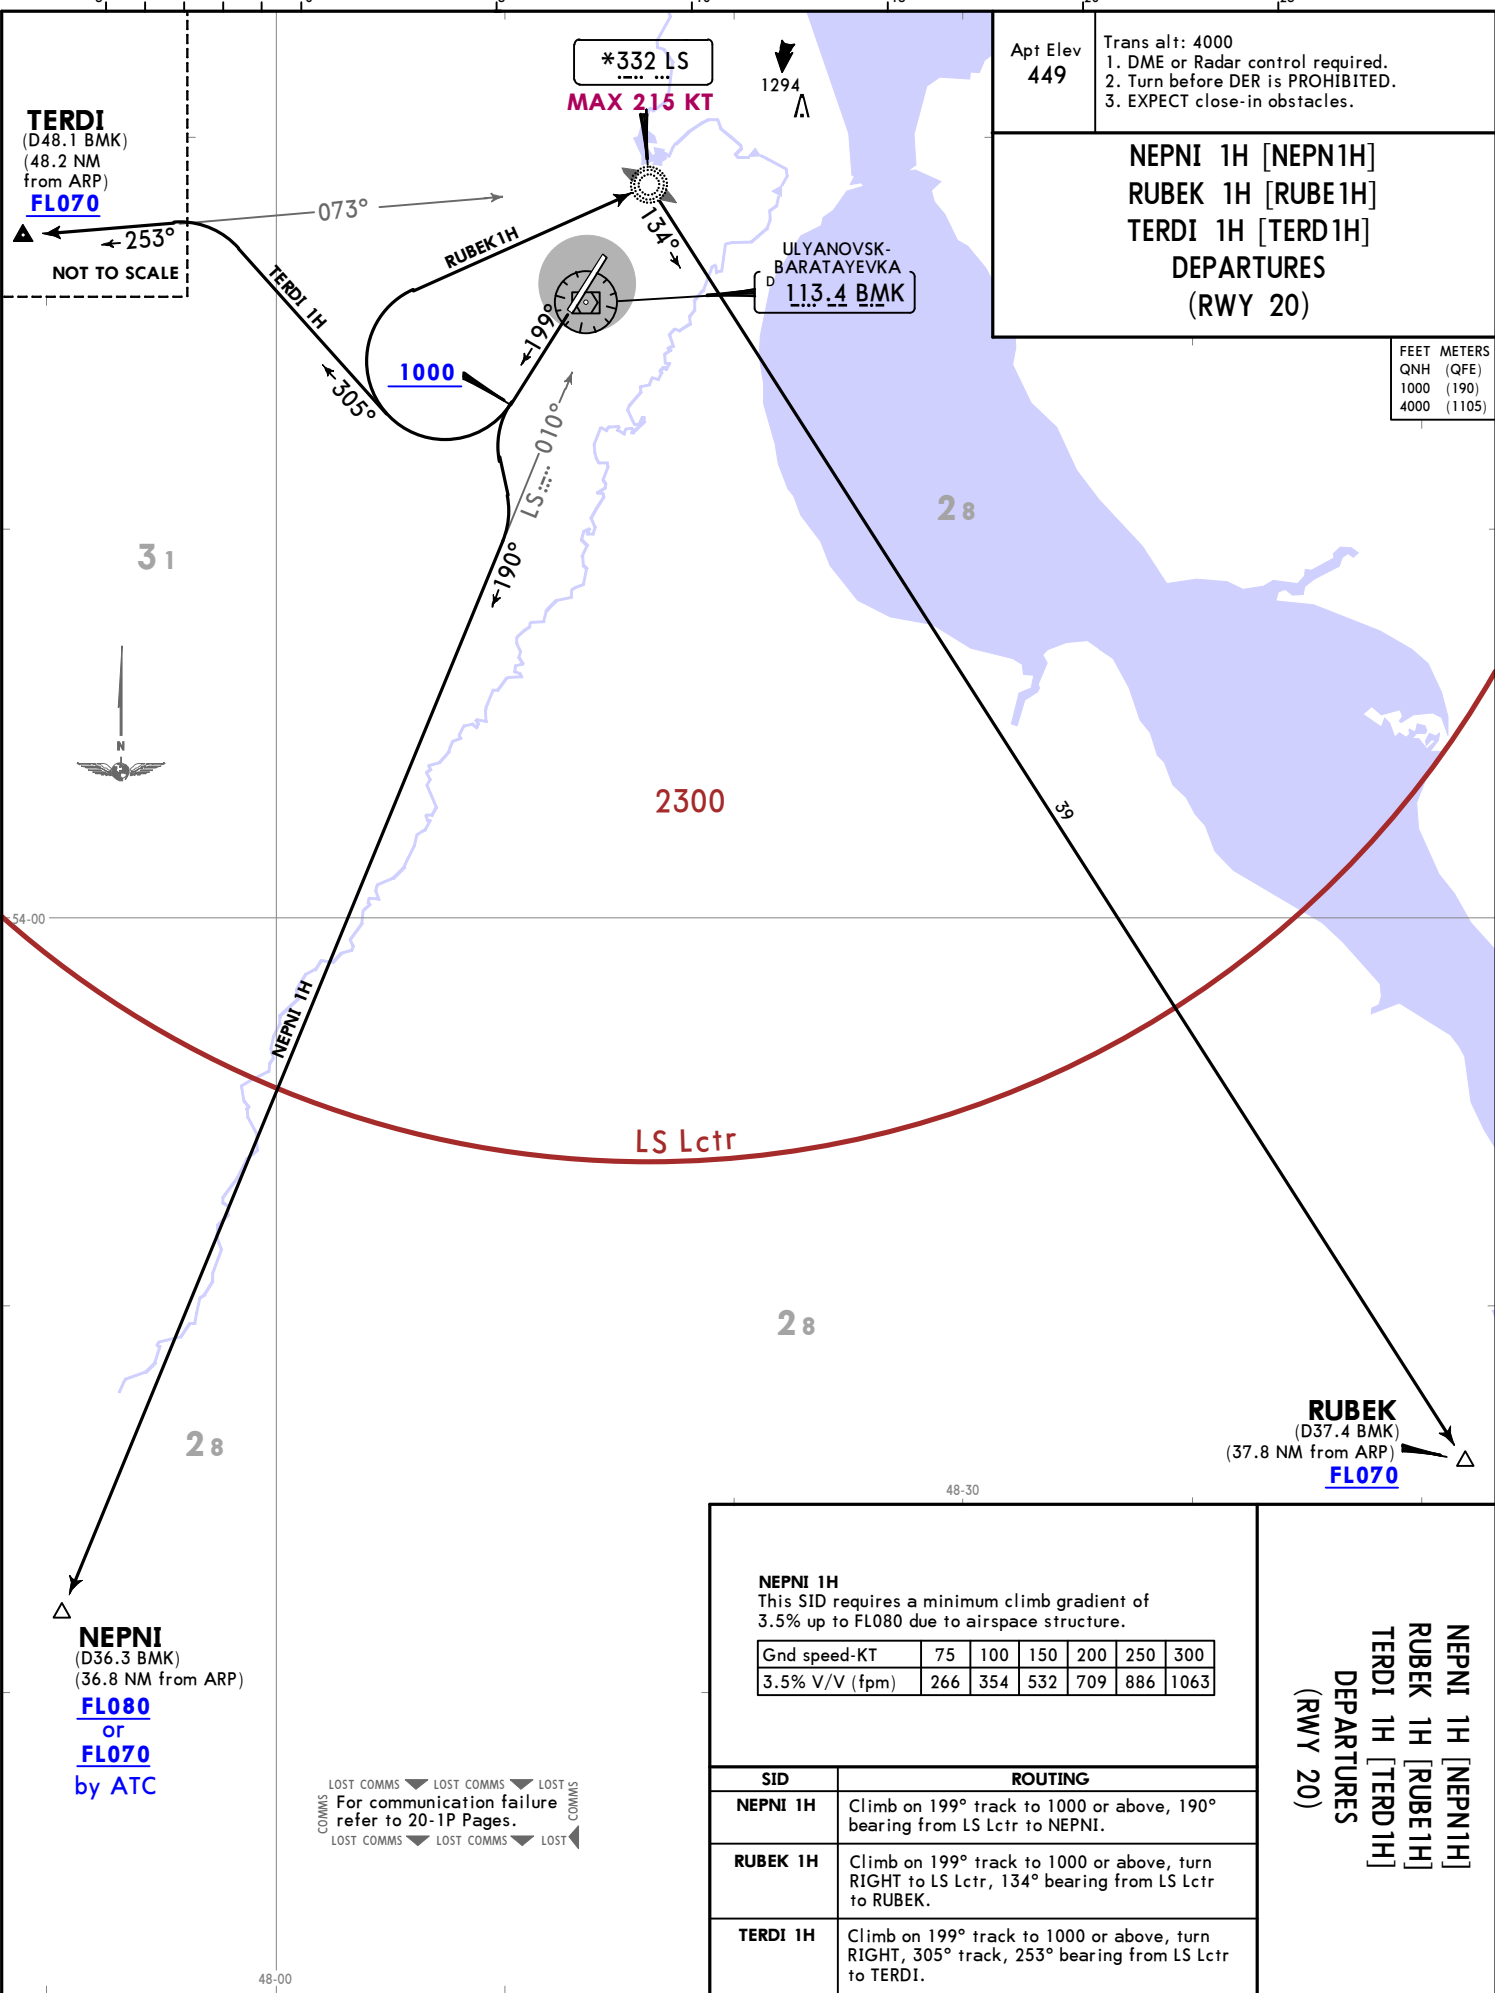 Apt Elev
449
Trans alt: 4000
1. DME or Radar control required.
2. Turn before DER is PROHIBITED.
3. EXPECT close-in obstacles.
NEPNI 1H [NEPN1H]
RUBEK 1H [RUBE1H]
TERDI 1H [TERD1H]
DEPARTURES
(RWY 20)
FEET METERS
QNH (QFE)
1000 (190)
4000 (1105)
*332 LS
MAX 215 KT
1294
TERDI
(D48.1 BMK)
(48.2 NM
from ARP)
FL070
253°
NOT TO SCALE
073°
RUBEK1H
134°
TERDI 1H
ULYANOVSK-
BARATAYEVKA
D
113.4 BMK
199°
1000
305°
LS 010°
190°
31
28
N
2300
39
54-00
NEPNI 1H
LS Lctr
28
28
RUBEK
(D37.4 BMK)
(37.8 NM from ARP)
FL070
48-30
NEPNI
(D36.3 BMK)
(36.8 NM from ARP)
FL080
or
FL070
by ATC
LOST COMMS LOST COMMS LOST
COMMS
For communication failure
refer to 20-1P Pages.
COMMS
LOST COMMS LOST COMMS LOST
48-00
NEPNI 1H
This SID requires a minimum climb gradient of
3.5% up to FL080 due to airspace structure.
Gnd speed-KT 75 100 150 200 250 300
3.5% V/V (fpm) 266 354 532 709 886 1063
SID ROUTING
NEPNI 1H Climb on 199° track to 1000 or above, 190°
bearing from LS Lctr to NEPNI.
RUBEK 1H Climb on 199° track to 1000 or above, turn
RIGHT to LS Lctr, 134° bearing from LS Lctr
to RUBEK.
TERDI 1H Climb on 199° track to 1000 or above, turn
RIGHT, 305° track, 253° bearing from LS Lctr
to TERDI.
NEPNI 1H [NEPN1H]
RUBEK 1H [RUBE1H]
TERDI 1H [TERD1H]
DEPARTURES
(RWY 20)